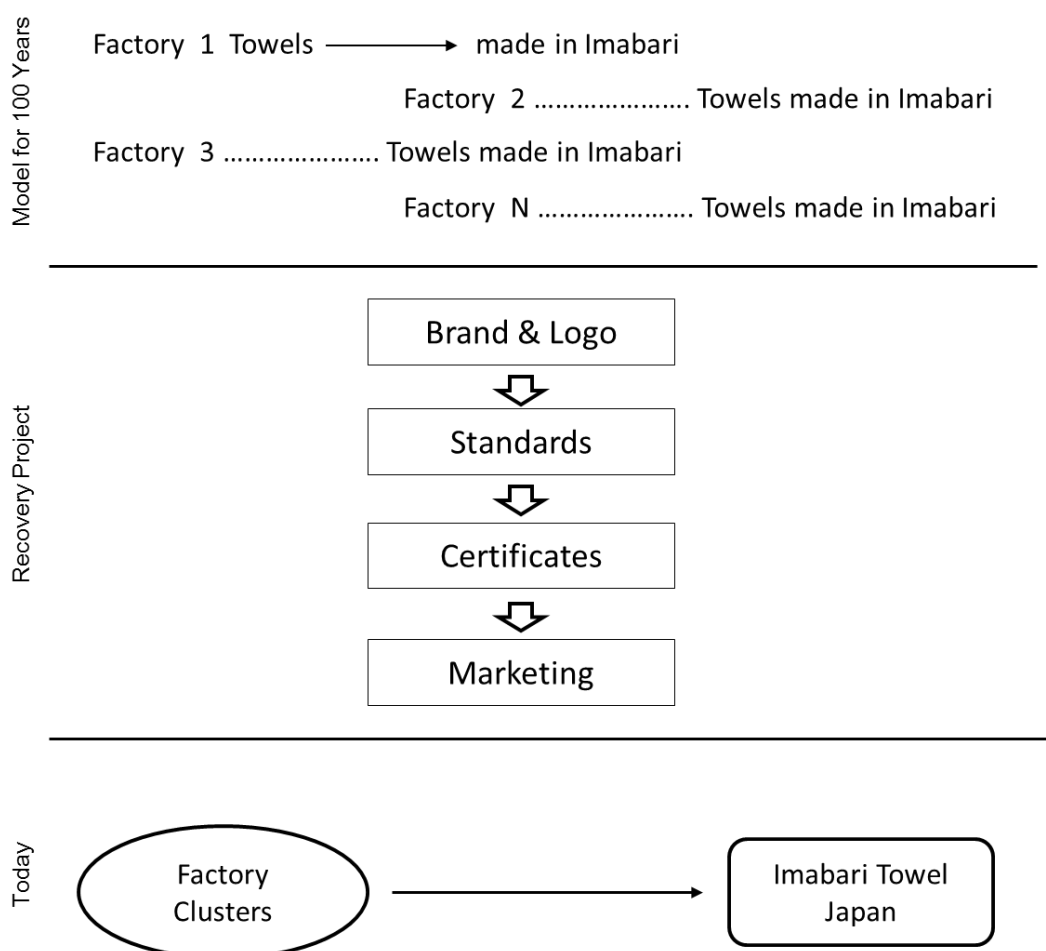 Model for 100 Years
Factory 1 Towels made in Imabari
Factory 2 ...................... Towels made in Imabari
Factory 3 ...................... Towels made in Imabari
Factory N ...................... Towels made in Imabari
Recovery Project
Brand & Logo
Standards
Certificates
Marketing
Today
Factory
Clusters
Imabari Towel
Japan